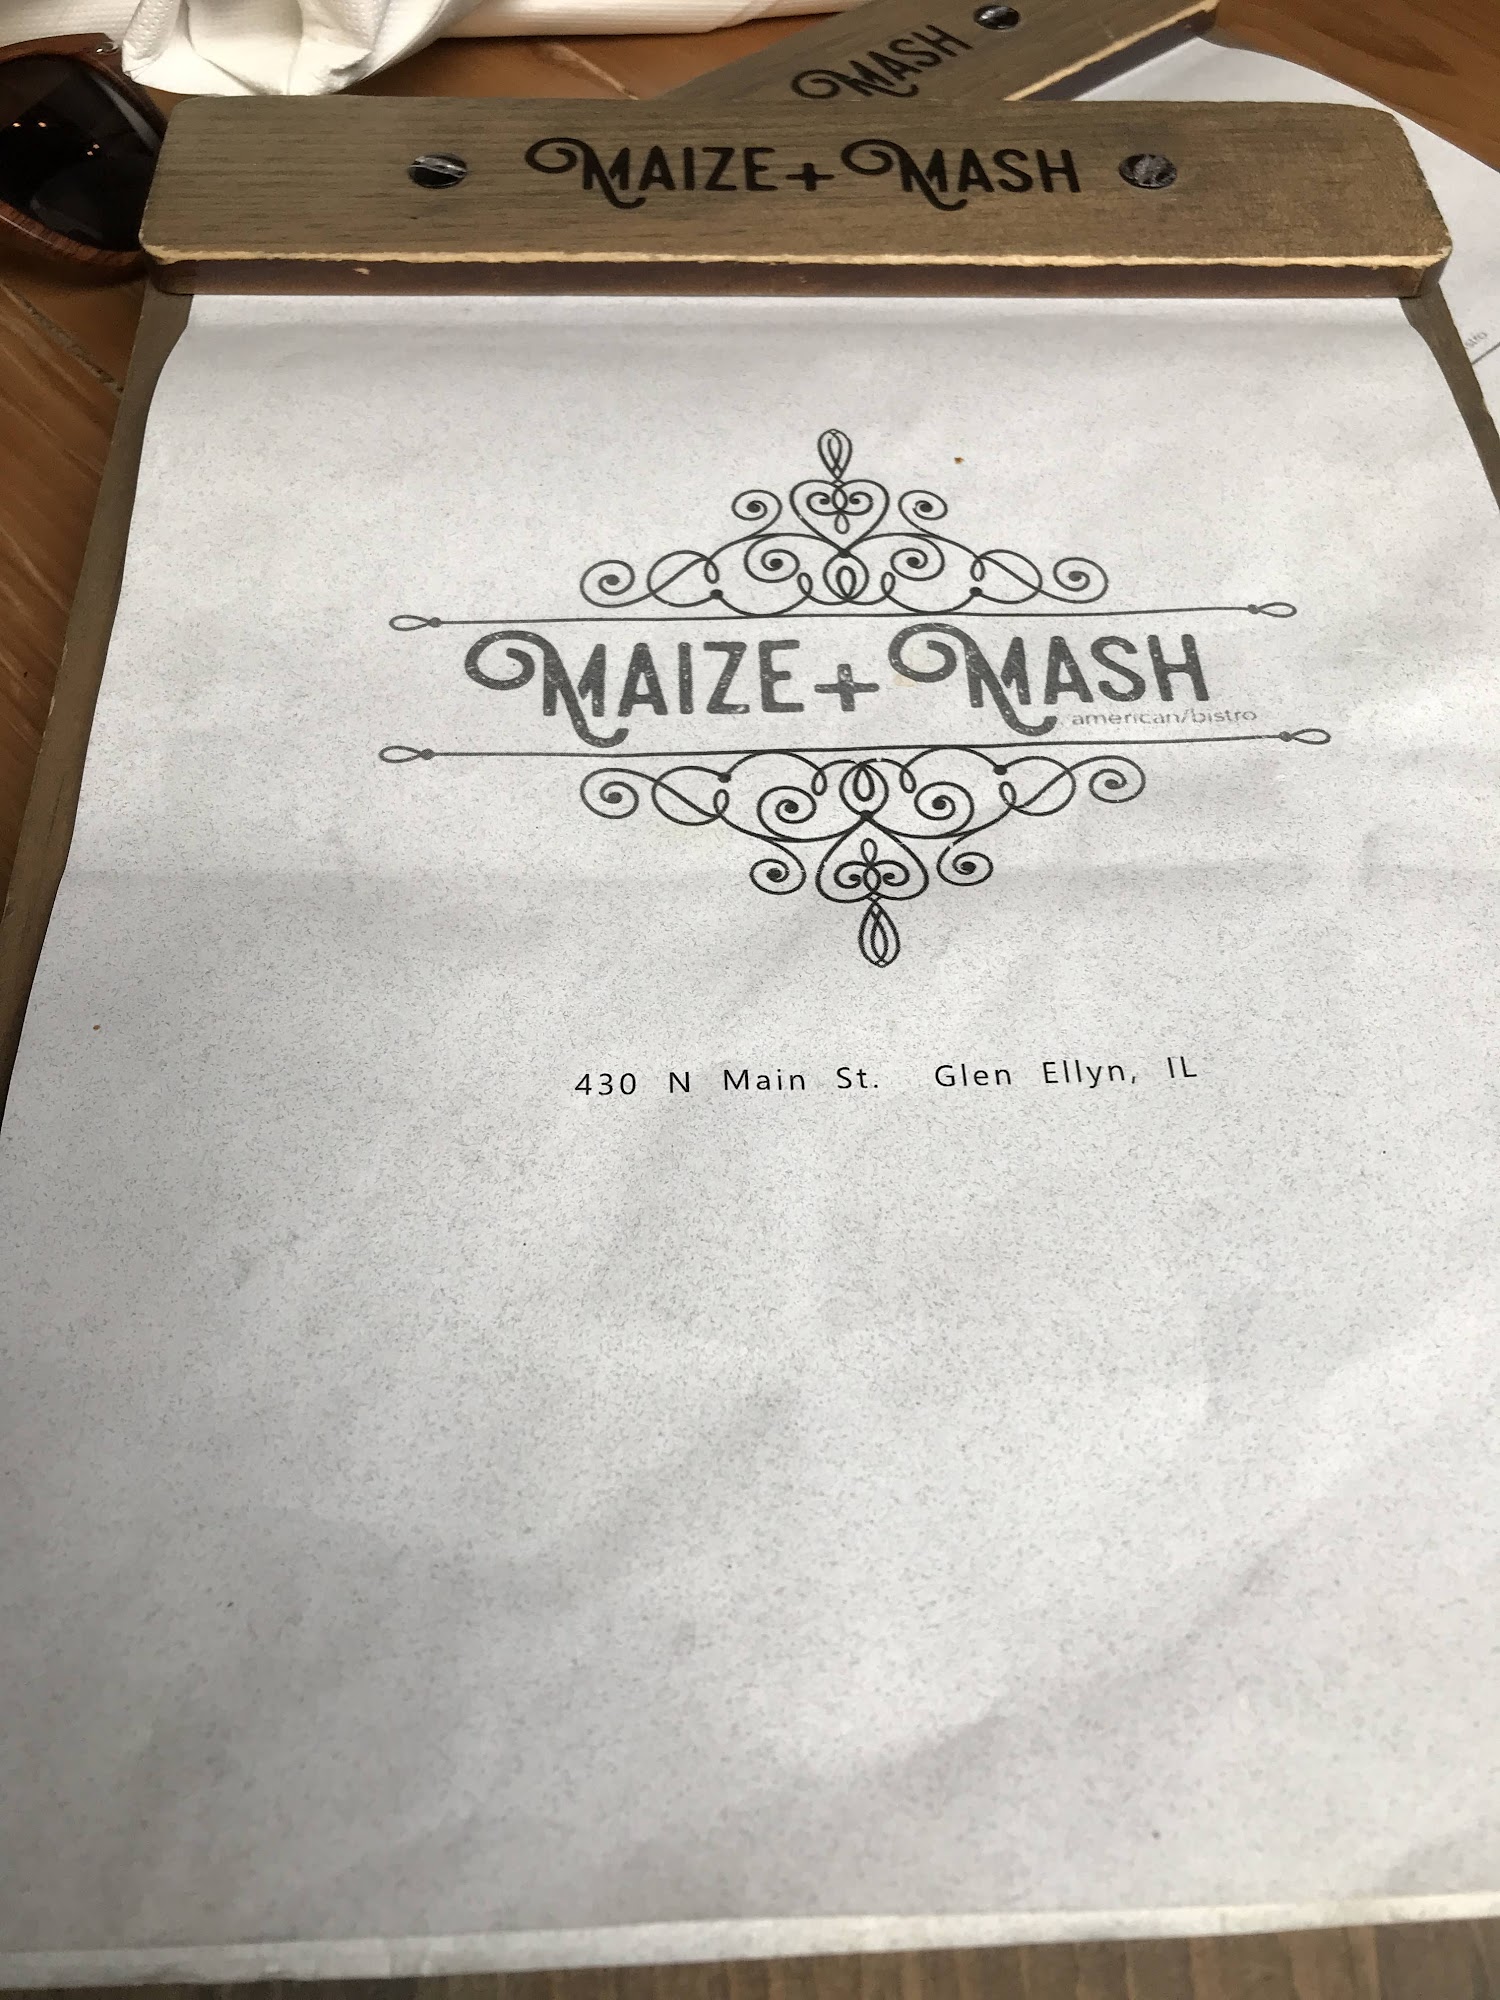 MASH
MAIZE + MASH
MAIZE + MASH
american/bistro
430 N Main St. Glen Ellyn, IL